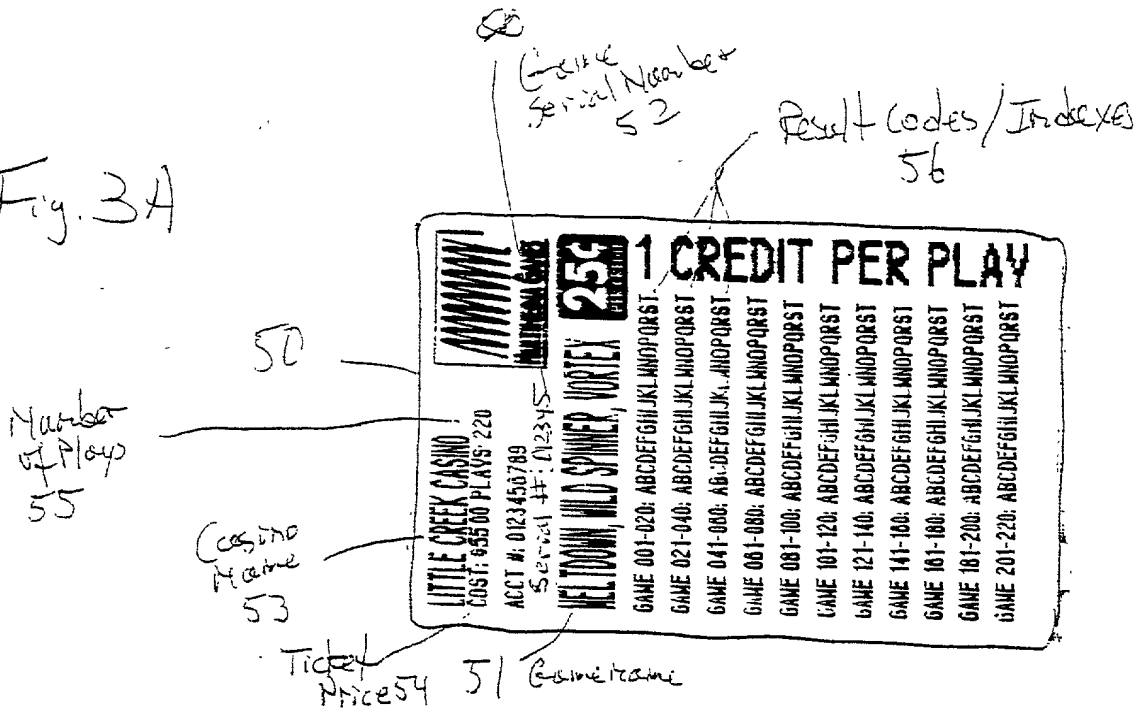 Fig. 3A
Game
Serial Number
52
Result Codes/Indexes
56
50
Number
of Plays
55
Casino
Name
53
Ticket
Price 54
51 Game name
LITTLE CREEK CASINO
COST: $55.00 PLAYS: 220
ACCT #: 0123456789
Serial #: 012345
MULTIMEDIA GAMES
MELTDOWN, WILD SPINNER, VORTEX
25¢
1 CREDIT PER PLAY
GAME 001-020: ABCDEFGHIJKLMNOPQRST
GAME 021-040: ABCDEFGHIJKLMNOPQRST
GAME 041-060: ABCDEFGHIJKLMNOPQRST
GAME 061-080: ABCDEFGHIJKLMNOPQRST
GAME 081-100: ABCDEFGHIJKLMNOPQRST
GAME 101-120: ABCDEFGHIJKLMNOPQRST
GAME 121-140: ABCDEFGHIJKLMNOPQRST
GAME 141-160: ABCDEFGHIJKLMNOPQRST
GAME 161-180: ABCDEFGHIJKLMNOPQRST
GAME 181-200: ABCDEFGHIJKLMNOPQRST
GAME 201-220: ABCDEFGHIJKLMNOPQRST